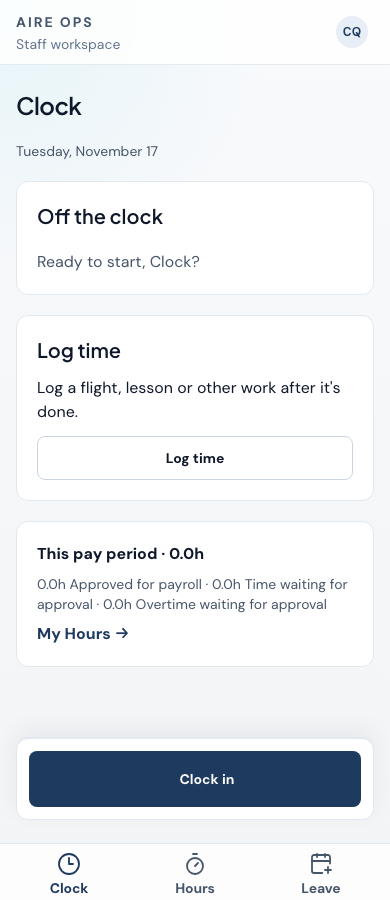 AIRE OPS
Staff workspace
CQ
Clock
Tuesday, November 17
Off the clock
Ready to start, Clock?
Log time
Log a flight, lesson or other work after it's
done.
Log time
This pay period · 0.0h
0.0h Approved for payroll · 0.0h Time waiting for
approval · 0.0h Overtime waiting for approval
My Hours →
Clock in
Clock
Hours
Leave